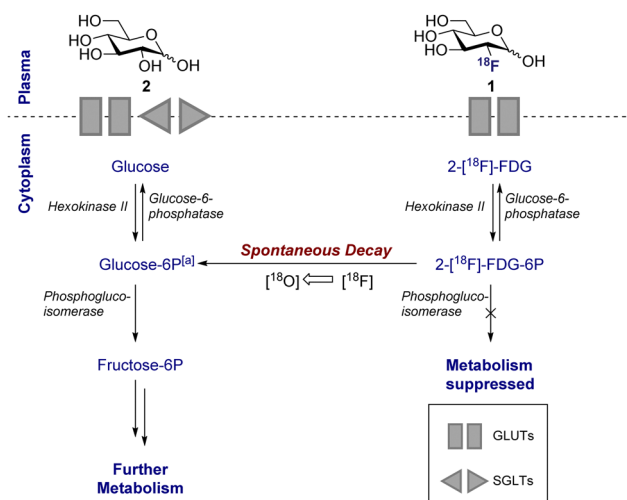 HO
HO
HO
O
OH
OH
2
HO
HO
HO
O
18F
OH
1
Plasma
Cytoplasm
Glucose
2-[18F]-FDG
Hexokinase II
Glucose-6-
phosphatase
Hexokinase II
Glucose-6-
phosphatase
Spontaneous Decay
Glucose-6P[a]
2-[18F]-FDG-6P
[18O] [18F]
Phosphogluco-
isomerase
Phosphogluco-
isomerase
Fructose-6P
Metabolism
suppressed
Further
Metabolism
GLUTs
SGLTs